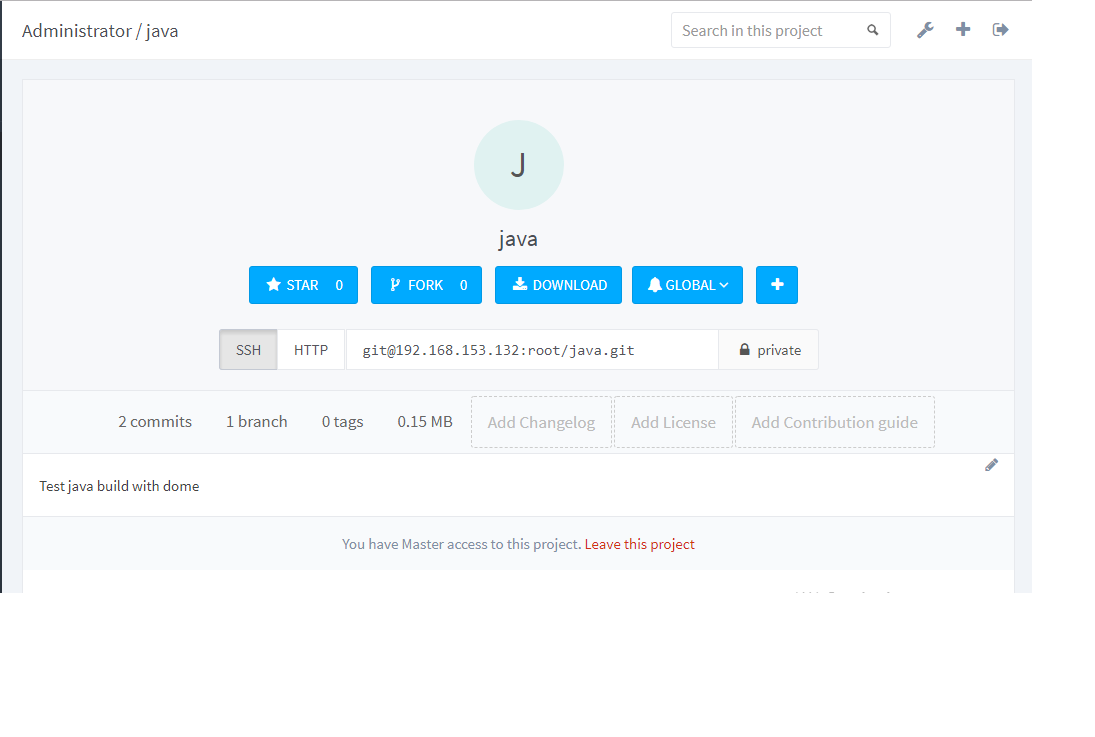 Administrator / java
Search in this project
J
java
STAR 0 FORK 0 DOWNLOAD GLOBAL
SSH HTTP git@192.168.153.132:root/java.git private
2 commits 1 branch 0 tags 0.15 MB Add Changelog Add License Add Contribution guide
Test java build with dome
You have Master access to this project. Leave this project